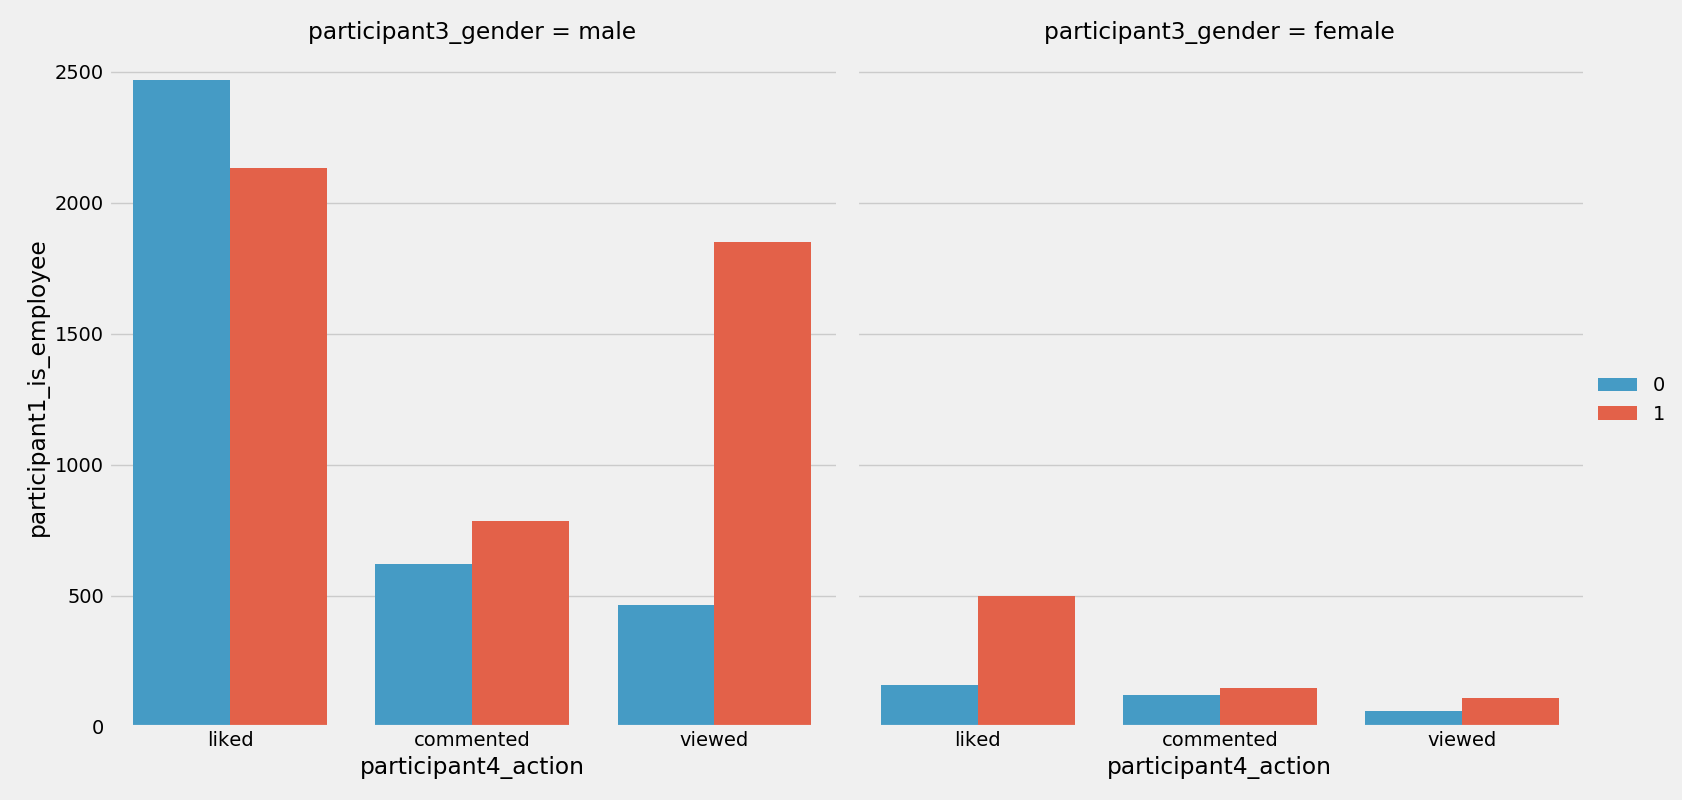 participant3_gender = male
participant3_gender = female
participant1_is_employee
2500
2000
1500
1000
500
0
liked
commented
viewed
participant4_action
liked
commented
viewed
participant4_action
0
1